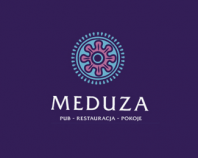 MEDUZA
PUB - RESTAURACJA - POKOJE